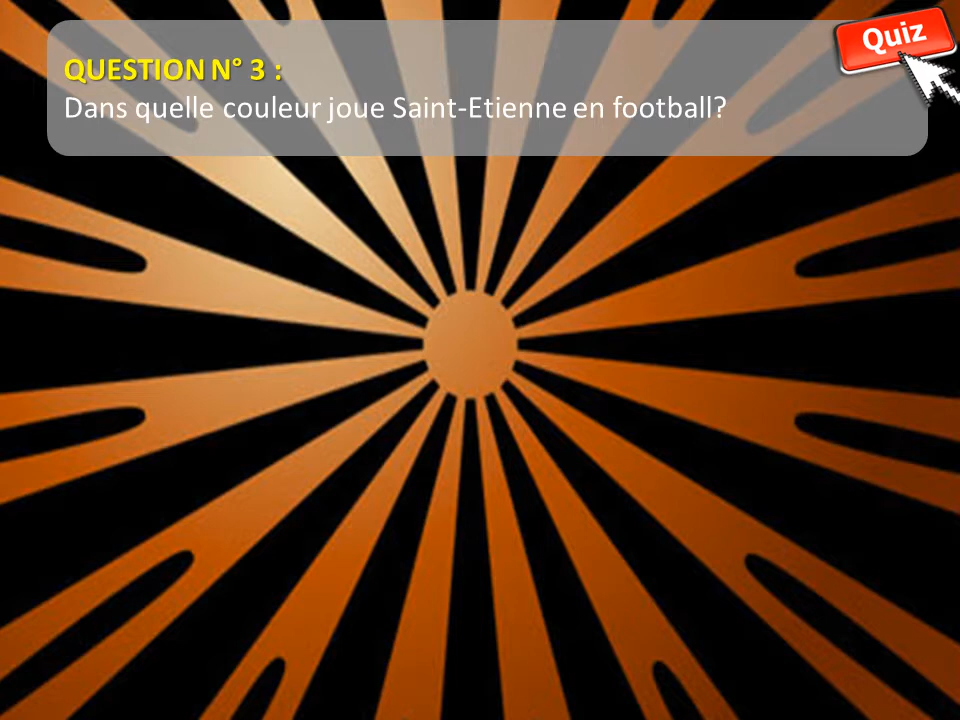 Quiz
QUESTION N° 3 :
Dans quelle couleur joue Saint-Etienne en football?